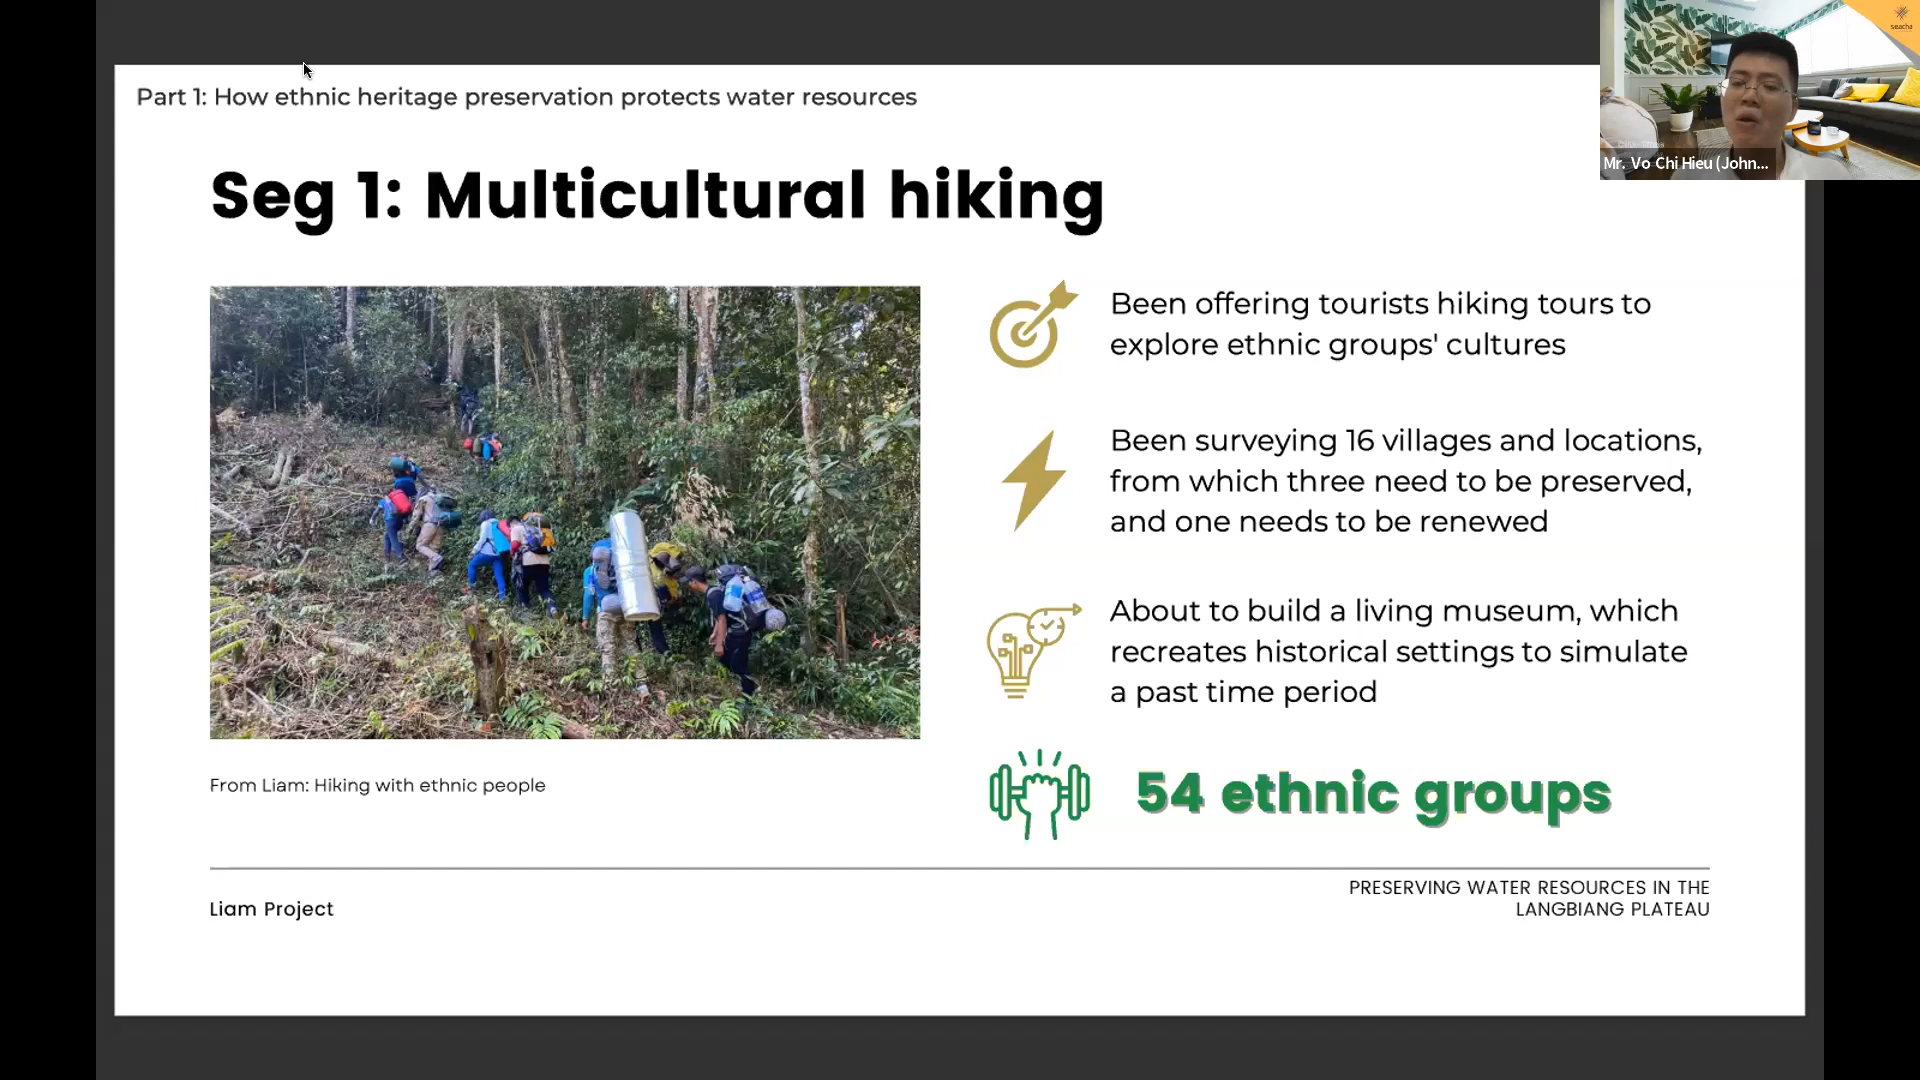 Part 1: How ethnic heritage preservation protects water resources
seacha
Mr. Vo Chi Hieu (John...
Seg 1: Multicultural hiking
Been offering tourists hiking tours to
explore ethnic groups' cultures
Been surveying 16 villages and locations,
from which three need to be preserved,
and one needs to be renewed
About to build a living museum, which
recreates historical settings to simulate
a past time period
54 ethnic groups
From Liam: Hiking with ethnic people
Liam Project
PRESERVING WATER RESOURCES IN THE
LANGBIANG PLATEAU